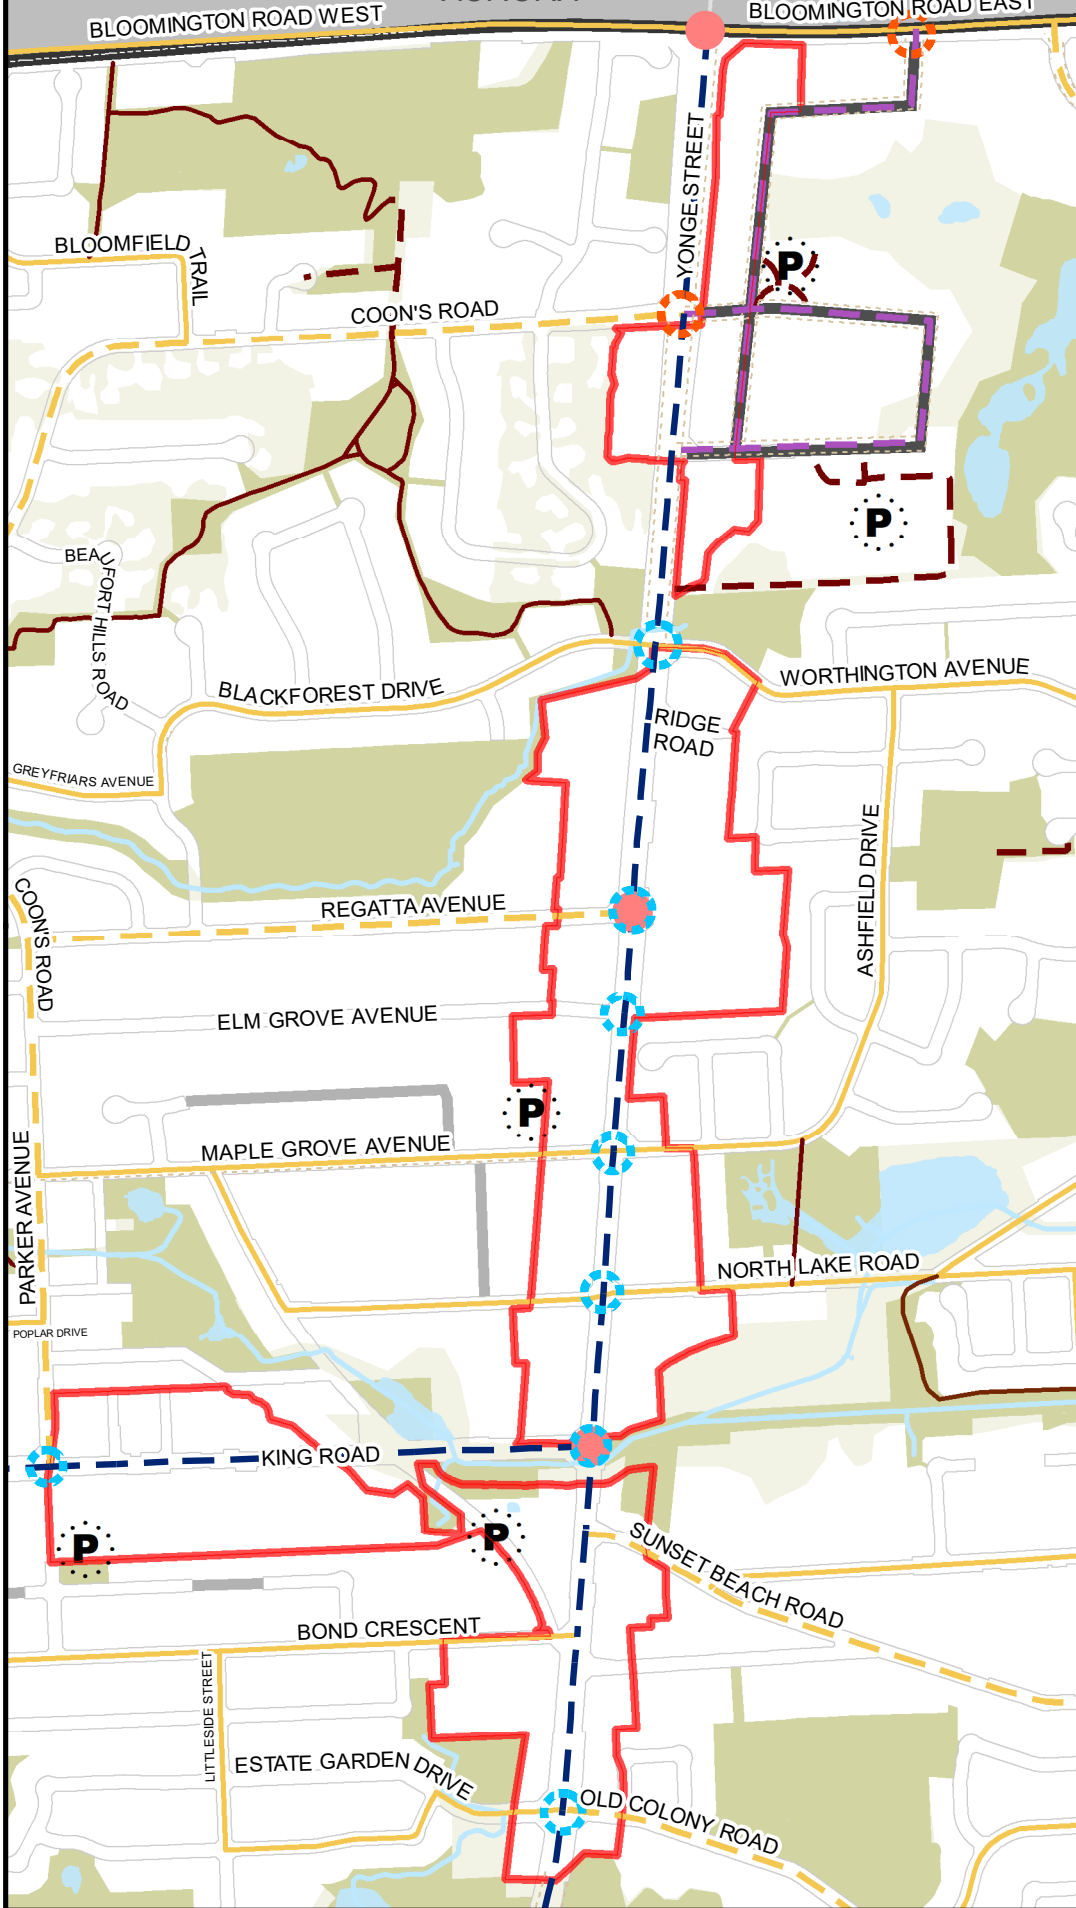 BLOOMINGTON ROAD WEST
BLOOMINGTON ROAD EAST
YONGE STREET
BLOOMFIELD TRAIL
P
COON'S ROAD
P
BEAUFORT HILLS ROAD
BLACKFOREST DRIVE
WORTHINGTON AVENUE
RIDGE
ROAD
GREYFRIARS AVENUE
ASHFIELD DRIVE
COON'S ROAD
REGATTA AVENUE
ELM GROVE AVENUE
P
MAPLE GROVE AVENUE
PARKER AVENUE
NORTH LAKE ROAD
POPLAR DRIVE
KING ROAD
P
P
SUNSET BEACH ROAD
BOND CRESCENT
LITTLESIDE STREET
ESTATE GARDEN DRIVE
OLD COLONY ROAD